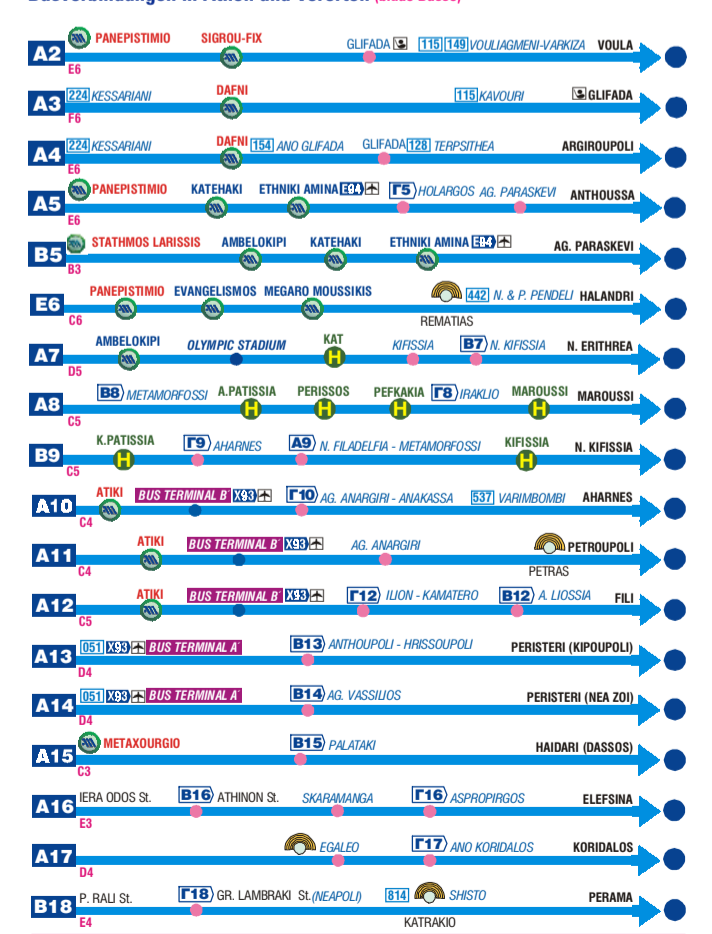 Busverbindungen in Athen und Vororten (blaue Busse)
A2 PANEPISTIMIO SIGROU-FIX GLIFADA 115 149 VOULIAGMENI-VARKIZA VOULA
E6
A3 224 KESSARIANI DAFNI 115 KAVOURI GLIFADA
F6
A4 224 KESSARIANI DAFNI 154 ANO GLIFADA GLIFADA 128 TERPSITHEA ARGIROUPOLI
E6
A5 PANEPISTIMIO KATEHAKI ETHNIKI AMINA E94 Γ5 HOLARGOS AG. PARASKEVI ANTHOUSSA
E6
B5 STATHMOS LARISSIS AMBELOKIPI KATEHAKI ETHNIKI AMINA E94 AG. PARASKEVI
B3
E6 PANEPISTIMIO EVANGELISMOS MEGARO MOUSSIKIS 442 N. & P. PENDELI HALANDRI
C6 REMATIAS
A7 AMBELOKIPI OLYMPIC STADIUM KAT KIFISSIA B7 N. KIFISSIA N. ERITHREA
H
D5
A8 B8 METAMORFOSSI A.PATISSIA PERISSOS PEFKAKIA Γ8 IRAKLIO MAROUSSI MAROUSSI
H H H H
C5
B9 K.PATISSIA Γ9 AHARNES A9 N. FILADELFIA - METAMORFOSSI KIFISSIA N. KIFISSIA
H H
C5
A10 ATIKI BUS TERMINAL B´ X93 Γ10 AG. ANARGIRI - ANAKASSA 537 VARIMBOMBI AHARNES
C4
A11 ATIKI BUS TERMINAL B´ X93 AG. ANARGIRI PETROUPOLI
C4 PETRAS
A12 ATIKI BUS TERMINAL B´ X93 Γ12 ILION - KAMATERO B12 A. LIOSSIA FILI
C5
A13 051 X93 BUS TERMINAL A´ B13 ANTHOUPOLI - HRISSOUPOLI PERISTERI (KIPOUPOLI)
D4
A14 051 X93 BUS TERMINAL A´ B14 AG. VASSILIOS PERISTERI (NEA ZOI)
D4
A15 METAXOURGIO B15 PALATAKI HAIDARI (DASSOS)
C3
A16 IERA ODOS St. B16 ATHINON St. SKARAMANGA Γ16 ASPROPIRGOS ELEFSINA
E3
A17 EGALEO Γ17 ANO KORIDALOS KORIDALOS
D4
B18 P. RALI St. Γ18 GR. LAMBRAKI St. (NEAPOLI) 814 SHISTO PERAMA
E4 KATRAKIO